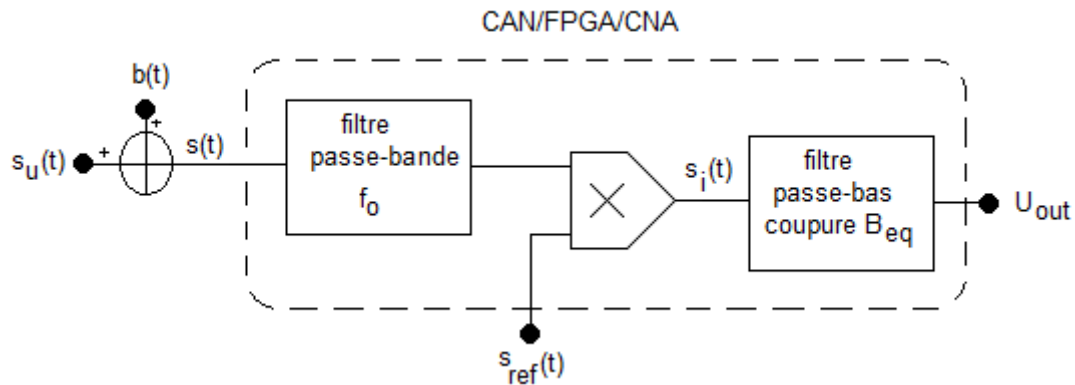 CAN/FPGA/CNA
b(t)
+
+
s_u(t)
s(t)
filtre
passe-bande
f_o
s_i(t)
filtre
passe-bas
coupure B_eq
U_out
s_ref(t)